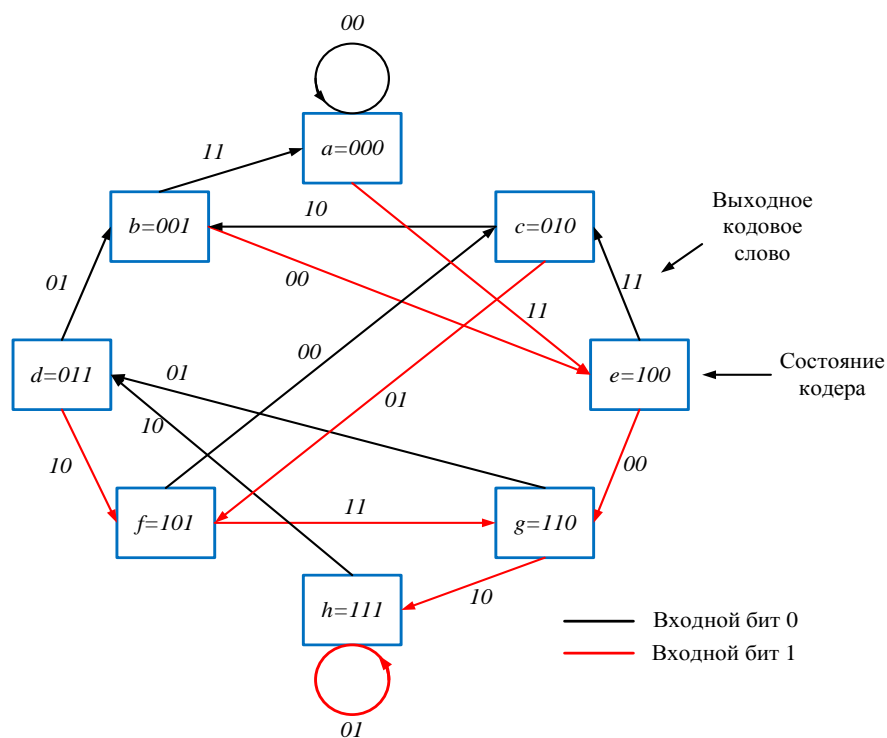 00
a=000
11
b=001
10
c=010
Выходное
кодовое
слово
01
00
11
11
d=011
00
01
e=100
Состояние
кодера
01
10
10
00
f=101
11
g=110
h=111
10
Входной бит 0
Входной бит 1
01